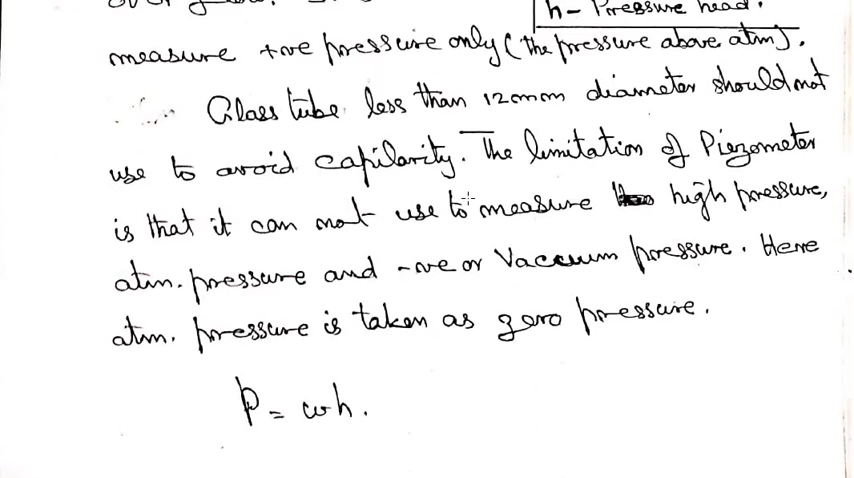 h - Pressure head.
measure +ve pressure only (the pressure above atm).
Glass tube less than 12mm diameter should not
use to avoid capilarity. The limitation of Piezometer
is that it can not use to measure high pressure,
atm. pressure and -ve or Vaccuum pressure. Here
atm. pressure is taken as zero pressure.
P = wh.